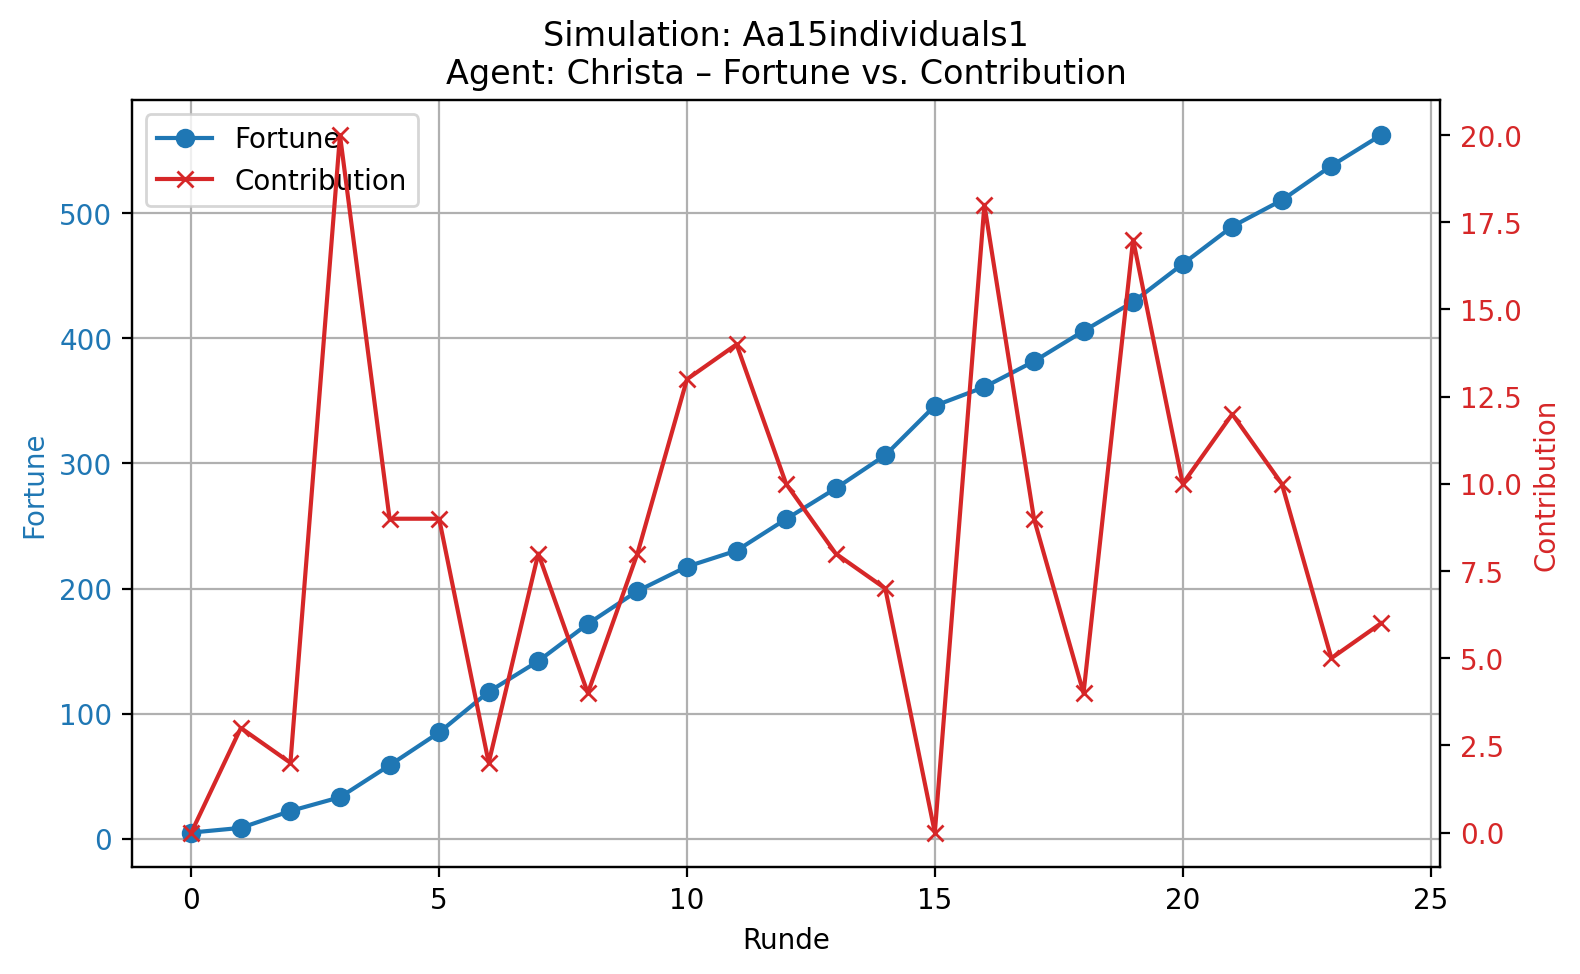 Simulation: Aa15individuals1
Agent: Christa – Fortune vs. Contribution
Fortune
Contribution
500
400
300
200
100
0
Fortune
20.0
17.5
15.0
12.5
10.0
7.5
5.0
2.5
0.0
Contribution
0 5 10 15 20 25
Runde